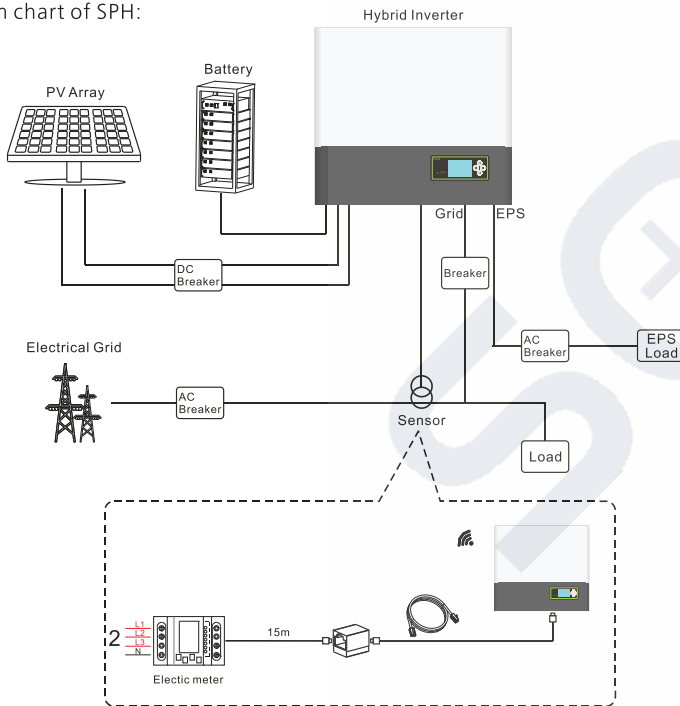 n chart of SPH:
Hybrid Inverter
Battery
PV Array
Grid
EPS
DC
Breaker
Breaker
AC
Breaker
EPS
Load
Electrical Grid
AC
Breaker
Sensor
Load
L1
L2
L3
N
2
15m
Electic meter